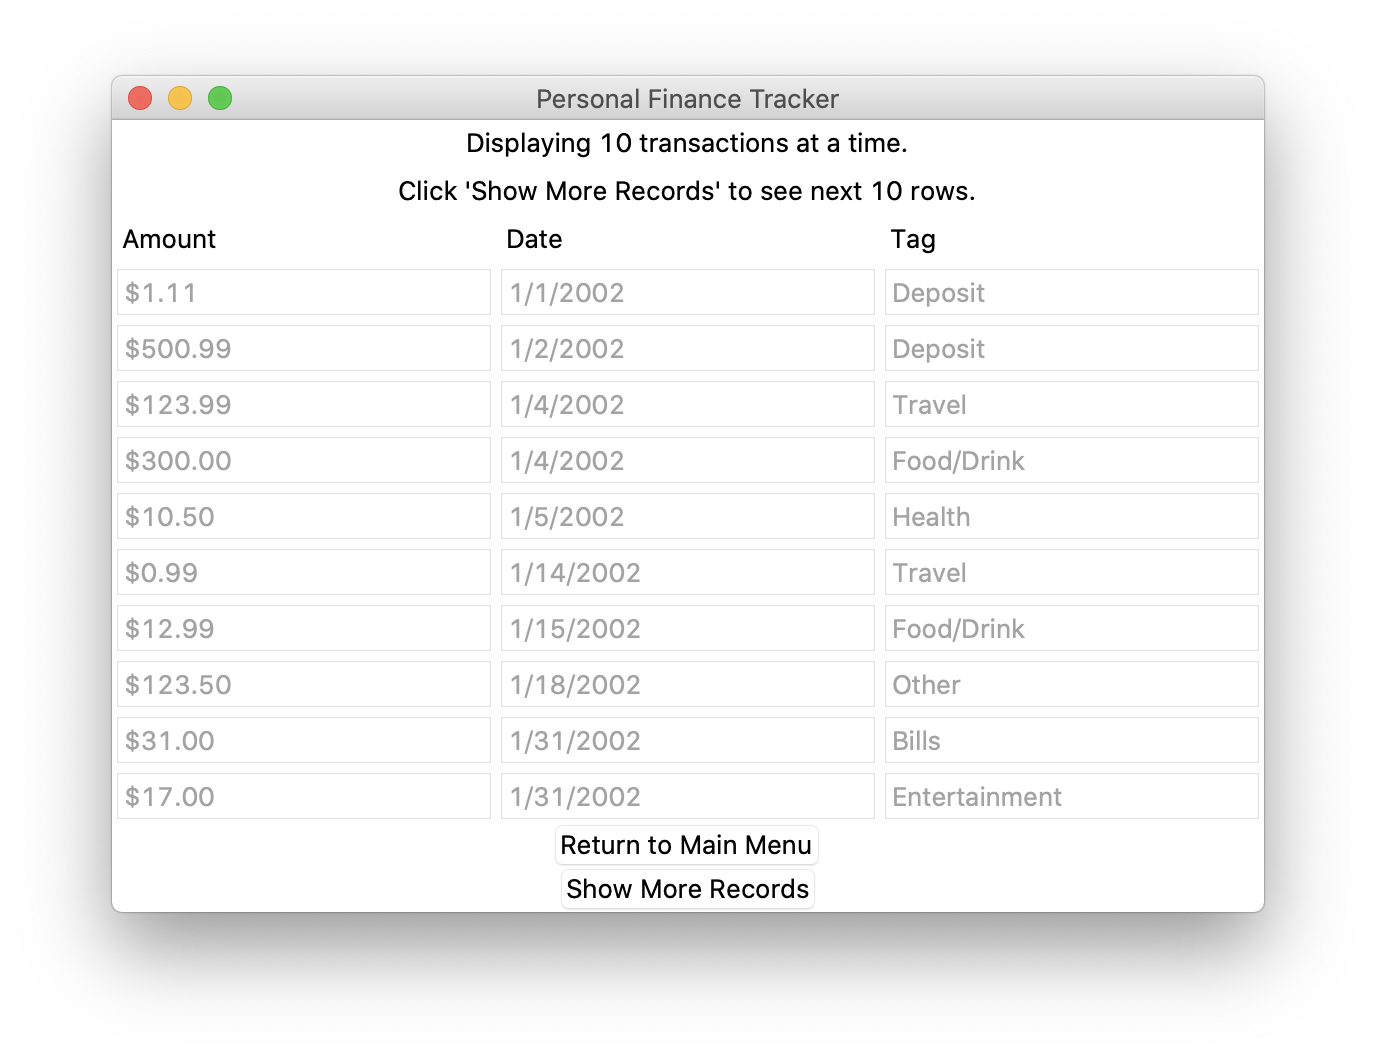 Personal Finance Tracker
Displaying 10 transactions at a time.
Click 'Show More Records' to see next 10 rows.
Amount Date Tag
$1.11 1/1/2002 Deposit
$500.99 1/2/2002 Deposit
$123.99 1/4/2002 Travel
$300.00 1/4/2002 Food/Drink
$10.50 1/5/2002 Health
$0.99 1/14/2002 Travel
$12.99 1/15/2002 Food/Drink
$123.50 1/18/2002 Other
$31.00 1/31/2002 Bills
$17.00 1/31/2002 Entertainment
Return to Main Menu
Show More Records